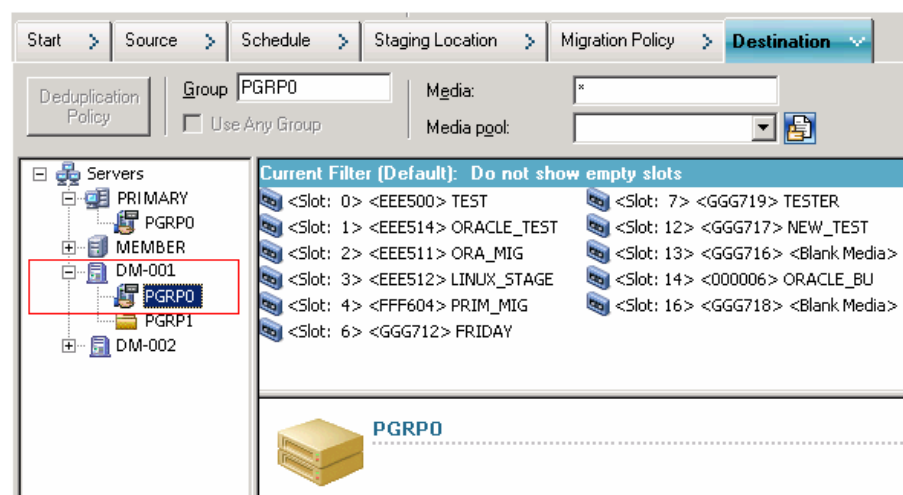 Start Source Schedule Staging Location Migration Policy Destination
Deduplication Policy
Group PGRP0
Use Any Group
Media: *
Media pool:
Servers
PRIMARY
PGRP0
MEMBER
DM-001
PGRP0
PGRP1
DM-002
Current Filter (Default): Do not show empty slots
<Slot: 0> <EEE500> TEST
<Slot: 1> <EEE514> ORACLE_TEST
<Slot: 2> <EEE511> ORA_MIG
<Slot: 3> <EEE512> LINUX_STAGE
<Slot: 4> <FFF604> PRIM_MIG
<Slot: 6> <GGG712> FRIDAY
<Slot: 7> <GGG719> TESTER
<Slot: 12> <GGG717> NEW_TEST
<Slot: 13> <GGG716> <Blank Media>
<Slot: 14> <000006> ORACLE_BU
<Slot: 16> <GGG718> <Blank Media>
PGRP0